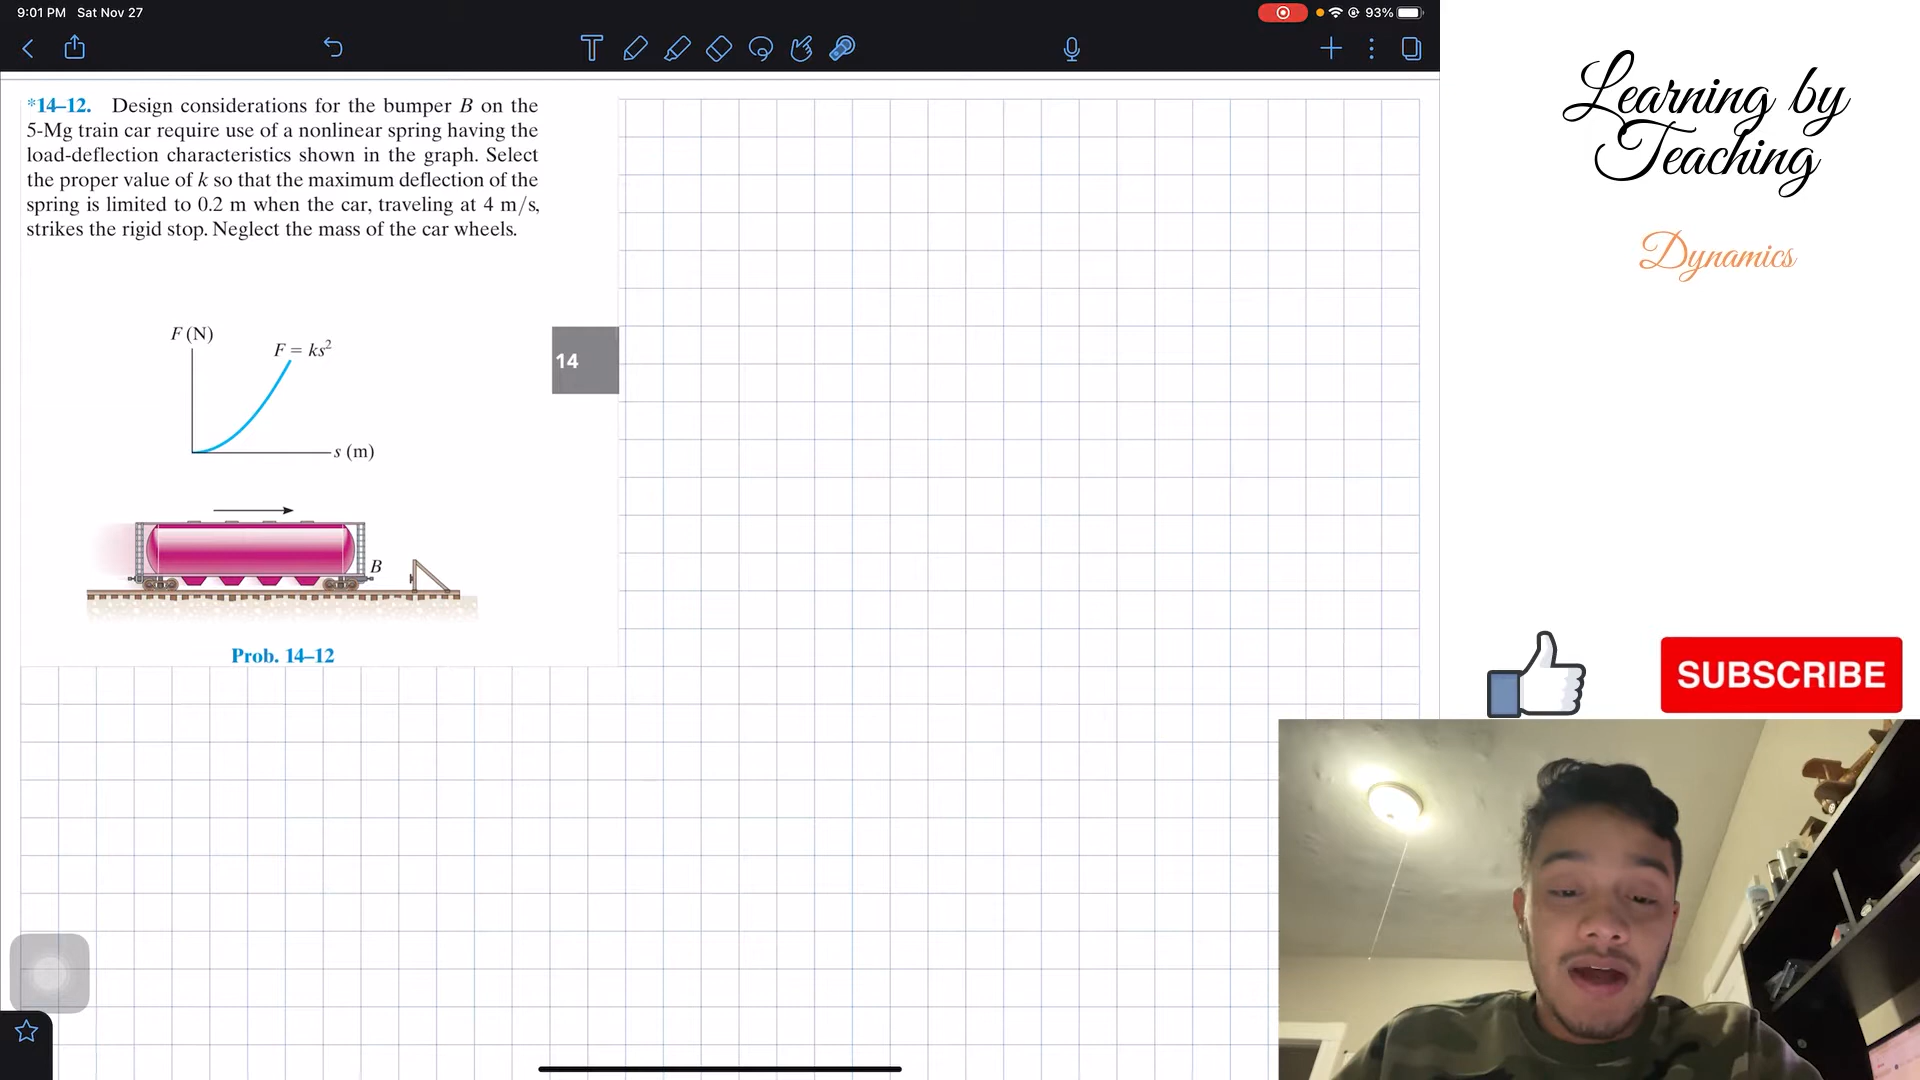 9:01 PM Sat Nov 27
93%
*14–12. Design considerations for the bumper B on the
5-Mg train car require use of a nonlinear spring having the
load-deflection characteristics shown in the graph. Select
the proper value of k so that the maximum deflection of the
spring is limited to 0.2 m when the car, traveling at 4 m/s,
strikes the rigid stop. Neglect the mass of the car wheels.
F (N)
F = ks²
s (m)
14
B
Prob. 14–12
Learning by
Teaching
Dynamics
SUBSCRIBE